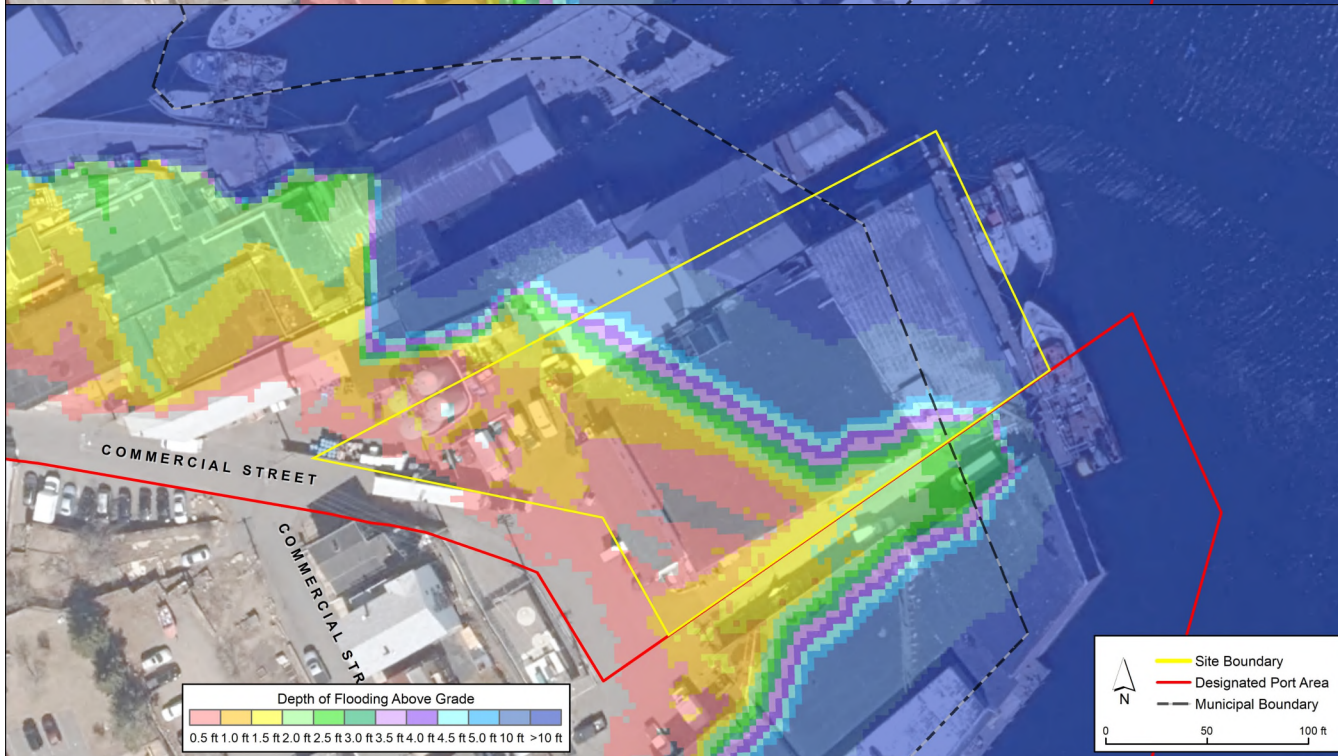 COMMERCIAL STREET
COMMERCIAL STR
Depth of Flooding Above Grade
0.5 ft 1.0 ft 1.5 ft 2.0 ft 2.5 ft 3.0 ft 3.5 ft 4.0 ft 4.5 ft 5.0 ft 10 ft >10 ft
Site Boundary
Designated Port Area
Municipal Boundary
N
0 50 100 ft